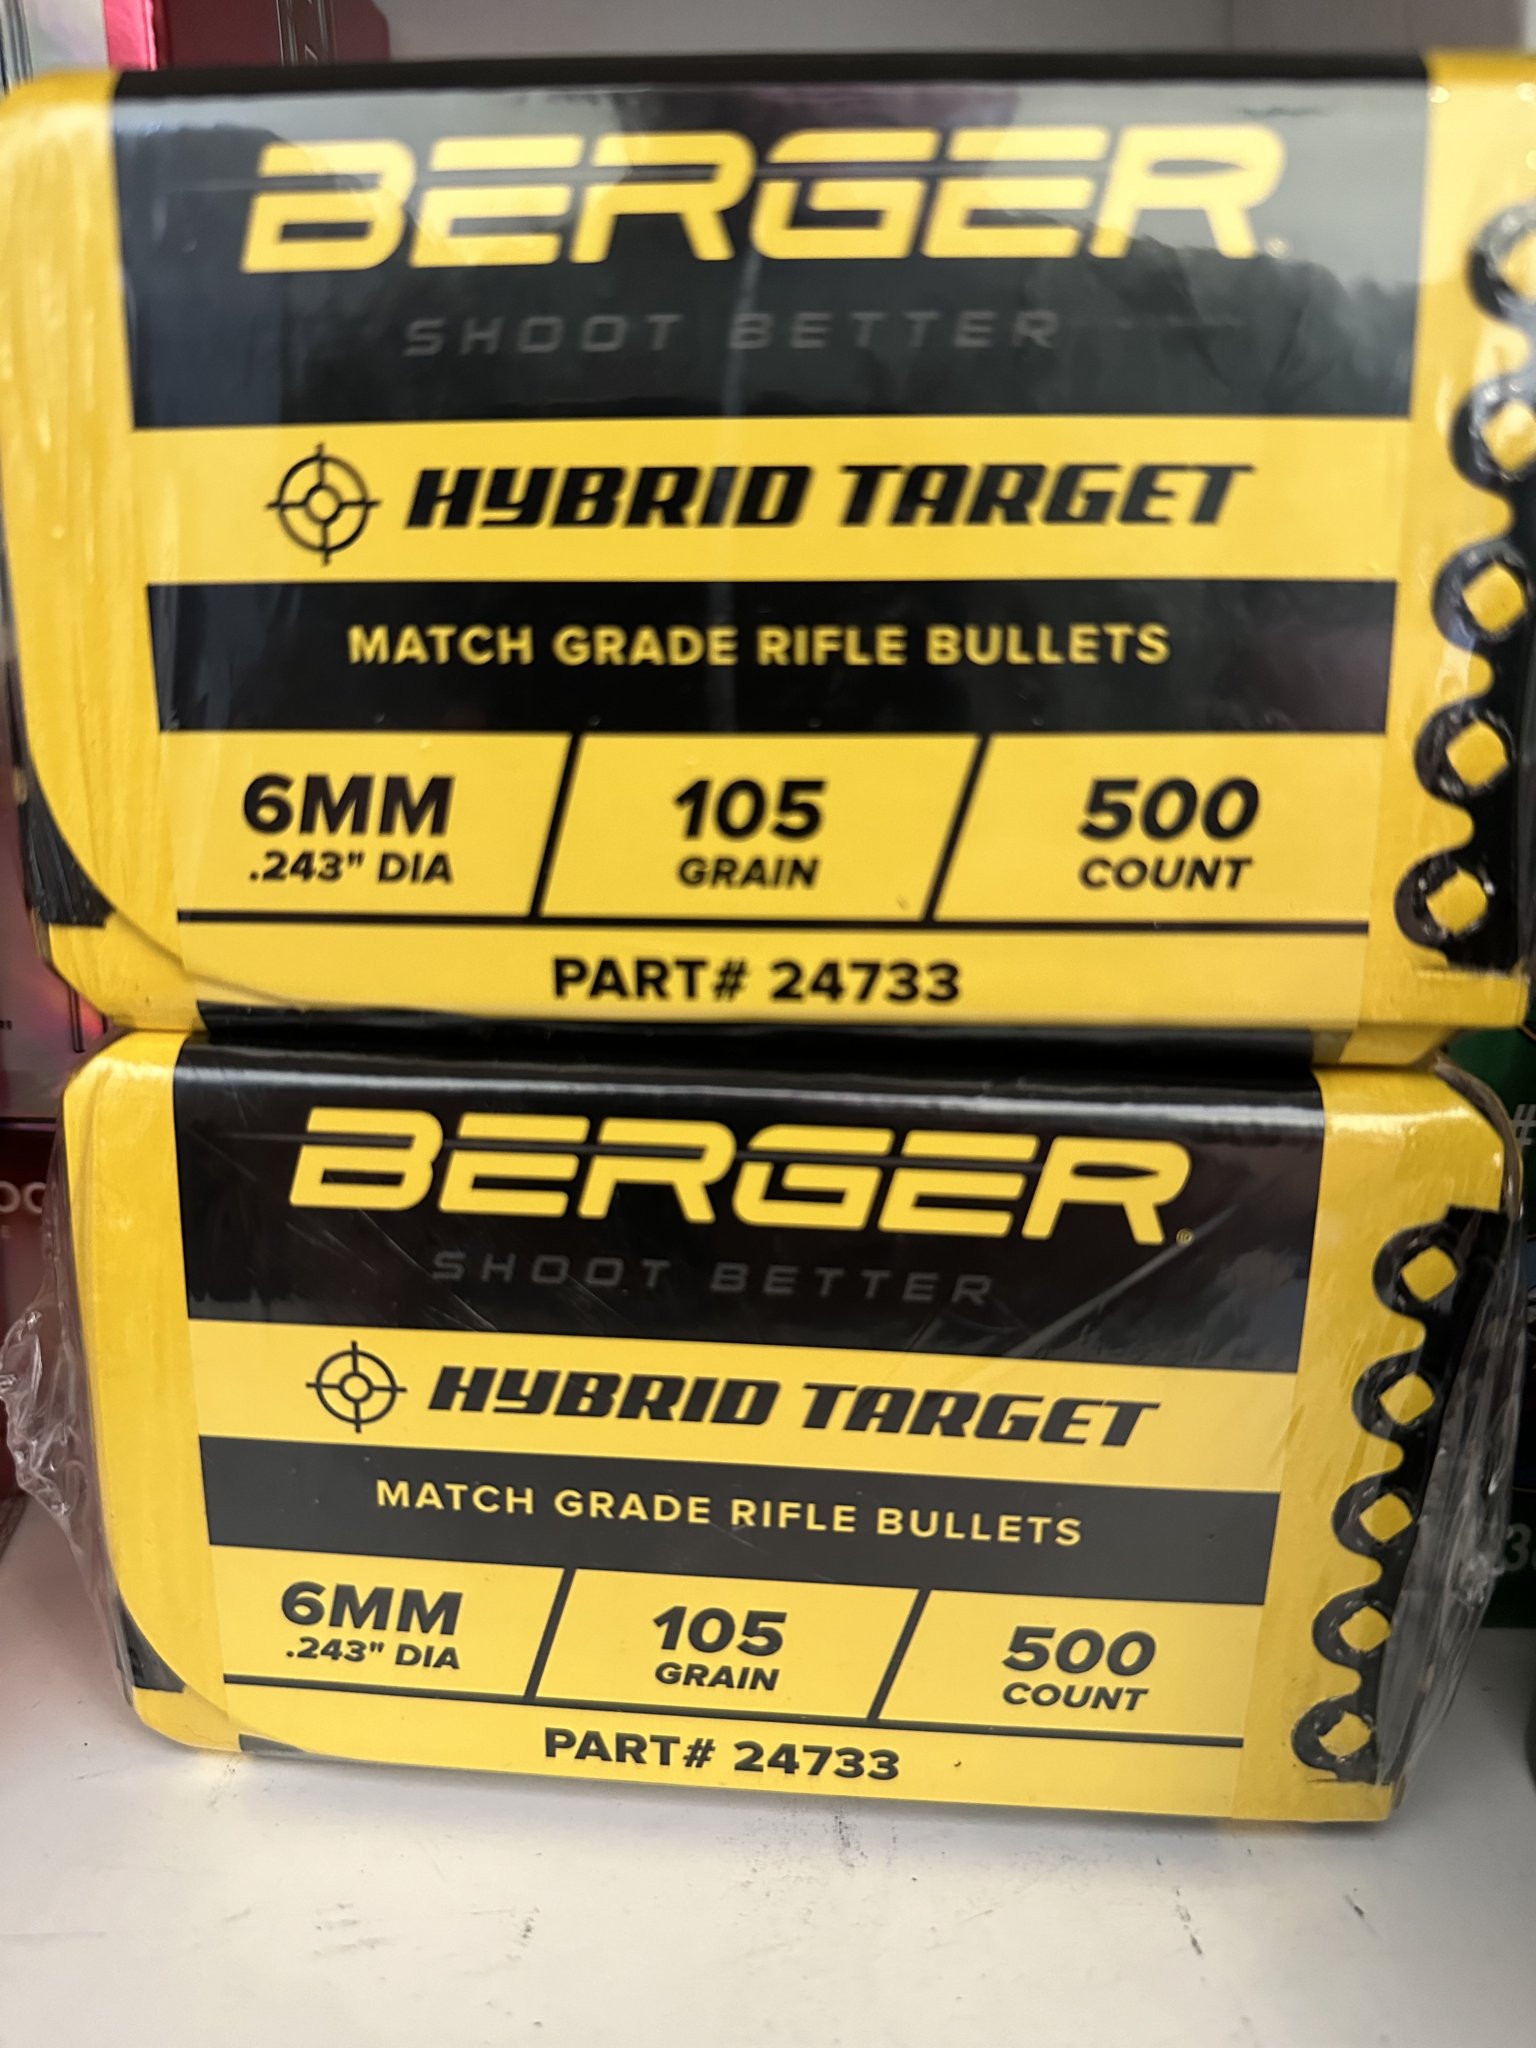 BERGER
SHOOT BETTER
HYBRID TARGET
MATCH GRADE RIFLE BULLETS
6MM 105 500
.243" DIA GRAIN COUNT
PART# 24733
BERGER®
SHOOT BETTER
HYBRID TARGET
MATCH GRADE RIFLE BULLETS
6MM 105 500
.243" DIA GRAIN COUNT
PART# 24733